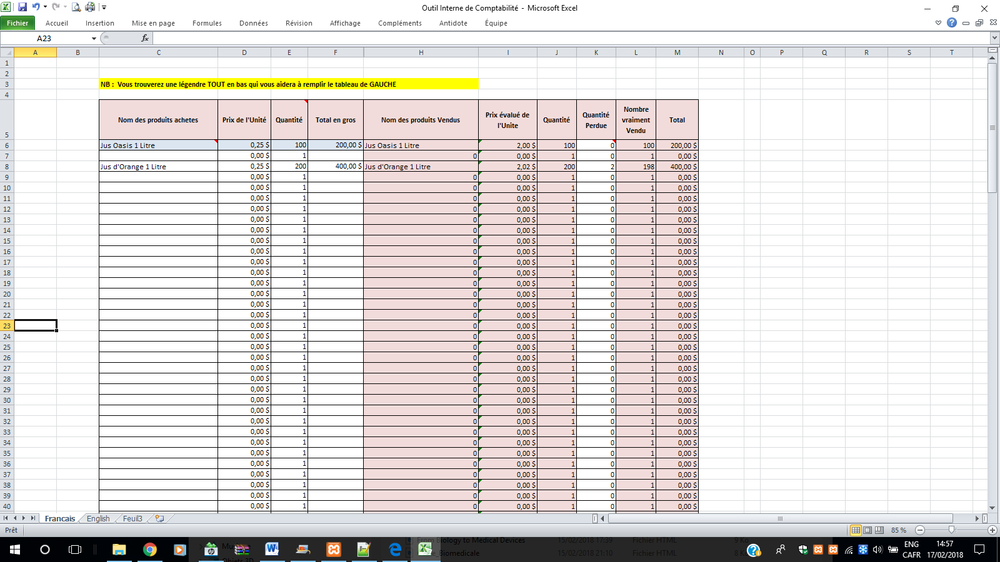 Outil Interne de Comptabilité - Microsoft Excel
Fichier Accueil Insertion Mise en page Formules Données Révision Affichage Compléments Antidote Équipe
A23 fx
A B C D E F H I J K L M N O P Q R S T
1
2
3 NB : Vous trouverez une légendre TOUT en bas qui vous aidera à remplir le tableau de GAUCHE
4
5 Nom des produits achetes Prix de l'Unité Quantité Total en gros Nom des produits Vendus Prix évalué de l'Unite Quantité Quantité Perdue Nombre vraiment Vendu Total
6 Jus Oasis 1 Litre 0,25 $ 100 200,00 $ Jus Oasis 1 Litre 2,00 $ 100 0 100 200,00 $
7 0,00 $ 1 0 0,00 $ 1 0 1 0,00 $
8 Jus d'Orange 1 Litre 0,25 $ 200 400,00 $ Jus d'Orange 1 Litre 2,02 $ 200 2 198 400,00 $
9 0,00 $ 1 0 0,00 $ 1 0 1 0,00 $
10 0,00 $ 1 0 0,00 $ 1 0 1 0,00 $
11 0,00 $ 1 0 0,00 $ 1 0 1 0,00 $
12 0,00 $ 1 0 0,00 $ 1 0 1 0,00 $
13 0,00 $ 1 0 0,00 $ 1 0 1 0,00 $
14 0,00 $ 1 0 0,00 $ 1 0 1 0,00 $
15 0,00 $ 1 0 0,00 $ 1 0 1 0,00 $
16 0,00 $ 1 0 0,00 $ 1 0 1 0,00 $
17 0,00 $ 1 0 0,00 $ 1 0 1 0,00 $
18 0,00 $ 1 0 0,00 $ 1 0 1 0,00 $
19 0,00 $ 1 0 0,00 $ 1 0 1 0,00 $
20 0,00 $ 1 0 0,00 $ 1 0 1 0,00 $
21 0,00 $ 1 0 0,00 $ 1 0 1 0,00 $
22 0,00 $ 1 0 0,00 $ 1 0 1 0,00 $
23 0,00 $ 1 0 0,00 $ 1 0 1 0,00 $
24 0,00 $ 1 0 0,00 $ 1 0 1 0,00 $
25 0,00 $ 1 0 0,00 $ 1 0 1 0,00 $
26 0,00 $ 1 0 0,00 $ 1 0 1 0,00 $
27 0,00 $ 1 0 0,00 $ 1 0 1 0,00 $
28 0,00 $ 1 0 0,00 $ 1 0 1 0,00 $
29 0,00 $ 1 0 0,00 $ 1 0 1 0,00 $
30 0,00 $ 1 0 0,00 $ 1 0 1 0,00 $
31 0,00 $ 1 0 0,00 $ 1 0 1 0,00 $
32 0,00 $ 1 0 0,00 $ 1 0 1 0,00 $
33 0,00 $ 1 0 0,00 $ 1 0 1 0,00 $
34 0,00 $ 1 0 0,00 $ 1 0 1 0,00 $
35 0,00 $ 1 0 0,00 $ 1 0 1 0,00 $
36 0,00 $ 1 0 0,00 $ 1 0 1 0,00 $
37 0,00 $ 1 0 0,00 $ 1 0 1 0,00 $
38 0,00 $ 1 0 0,00 $ 1 0 1 0,00 $
39 0,00 $ 1 0 0,00 $ 1 0 1 0,00 $
40 0,00 $ 1 0 0,00 $ 1 0 1 0,00 $
Francais English Feuil3
Prêt 85 %
From Biology to Medical Devices 15/02/2018 17:39 Fichier HTML 9 Ko
Biomedicale 15/02/2018 21:10 Fichier HTML
Objets 3D
ENG 14:57
CAFR 17/02/2018